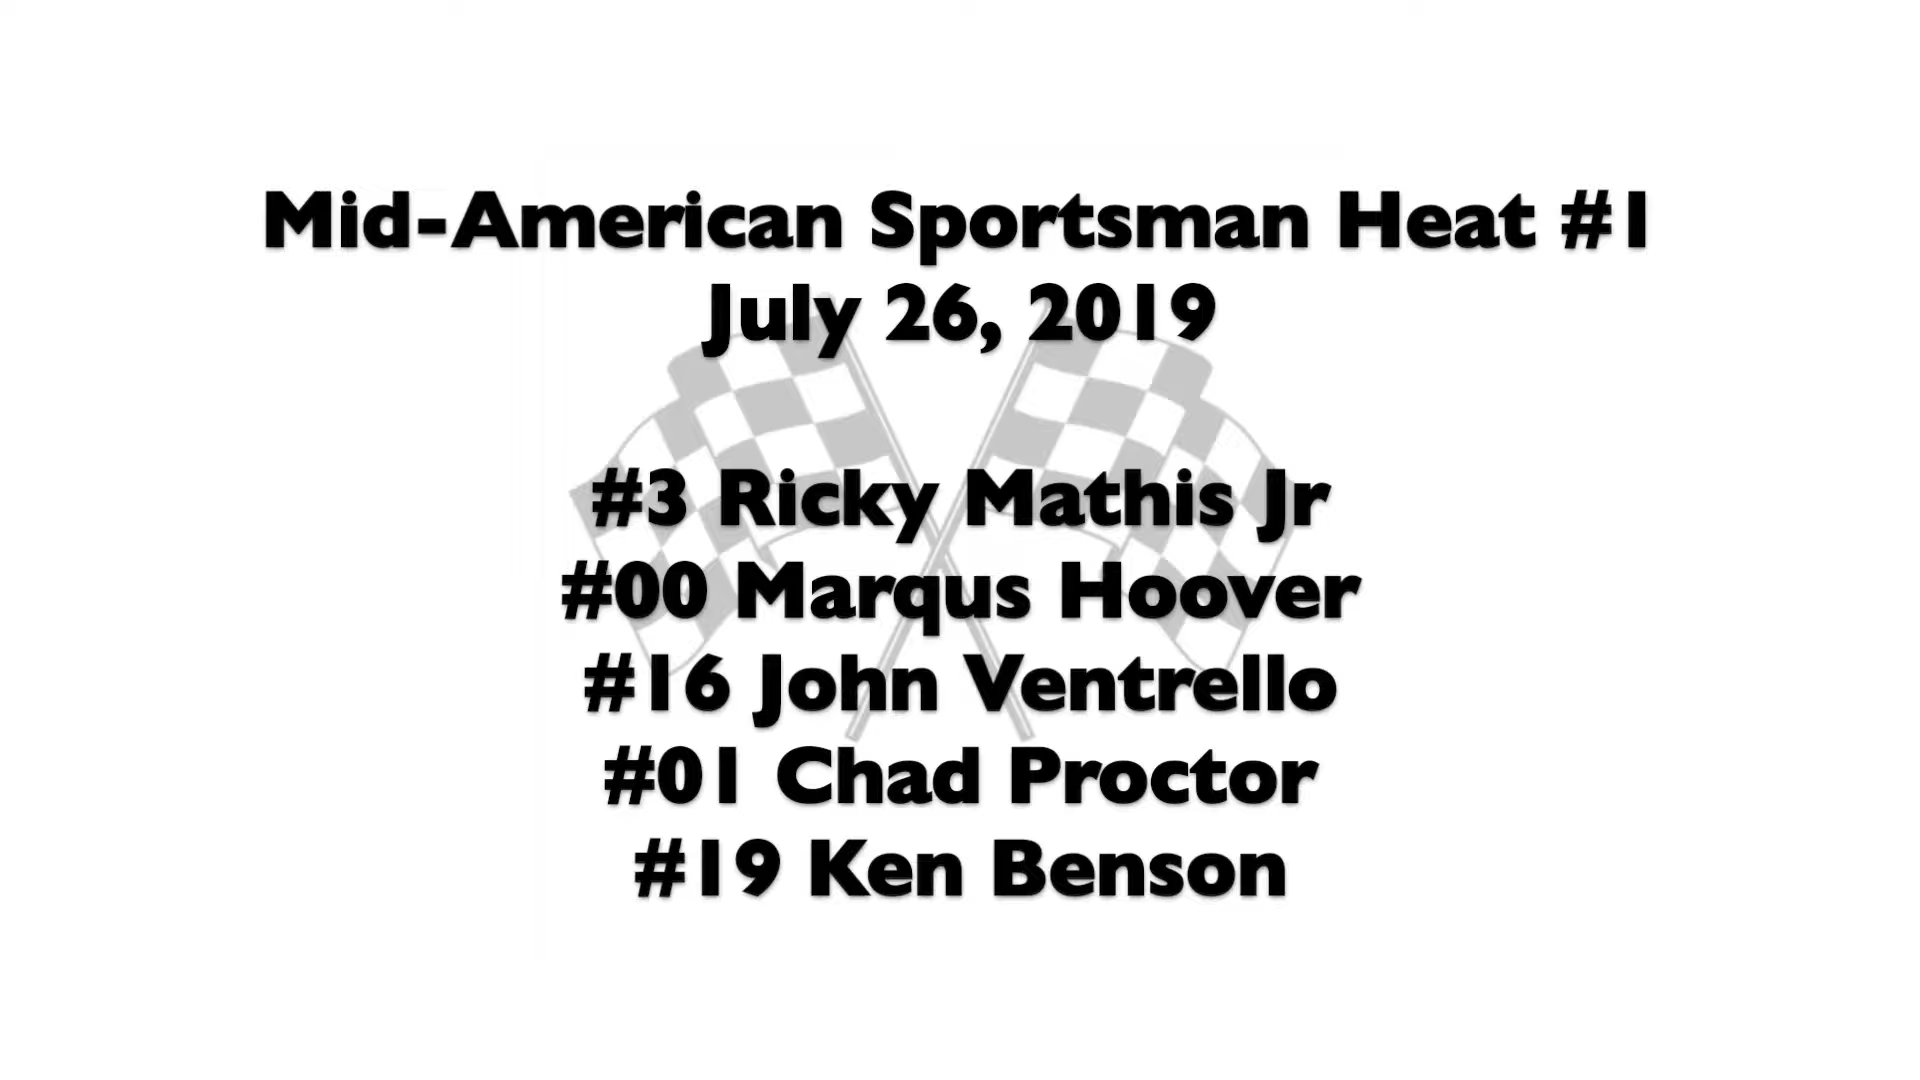 Mid-American Sportsman Heat #1
July 26, 2019
#3 Ricky Mathis Jr
#00 Marqus Hoover
#16 John Ventrello
#01 Chad Proctor
#19 Ken Benson